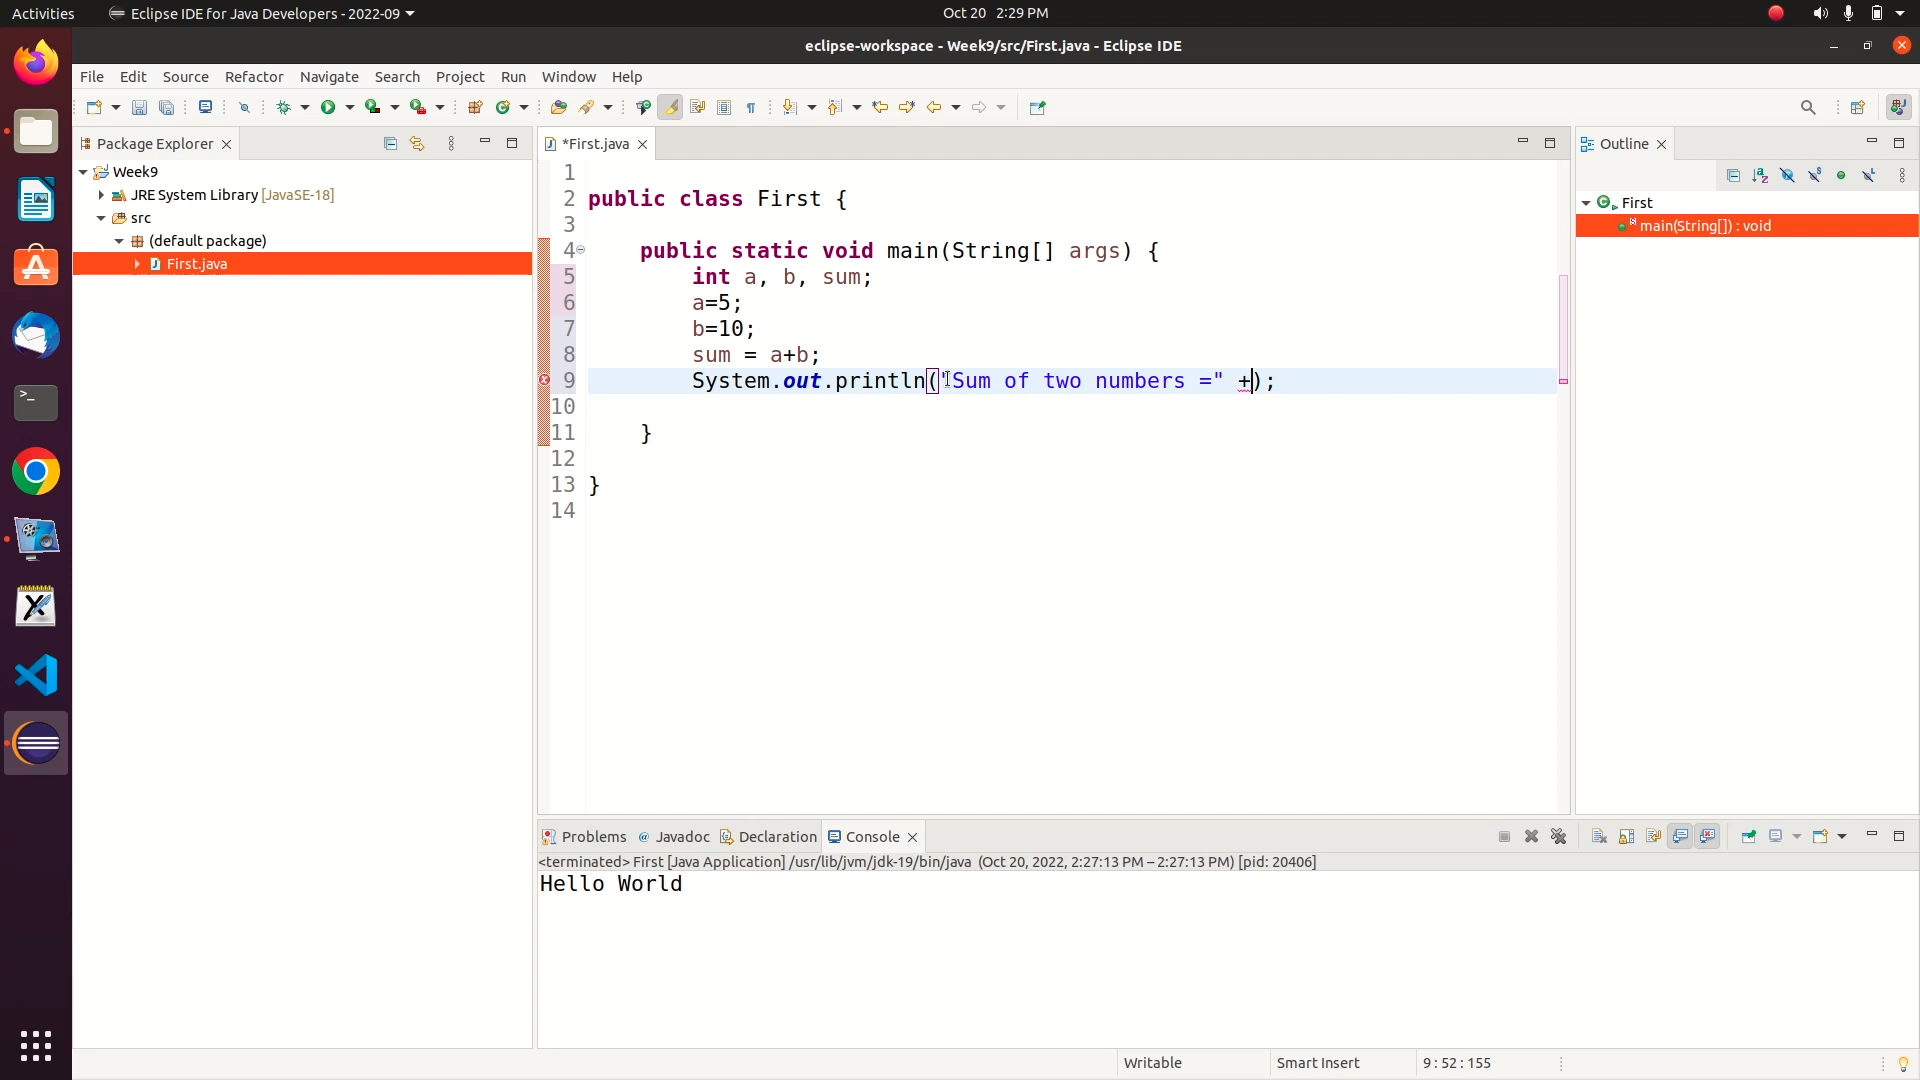 Activities Eclipse IDE for Java Developers - 2022-09 Oct 20 2:29 PM
eclipse-workspace - Week9/src/First.java - Eclipse IDE
File Edit Source Refactor Navigate Search Project Run Window Help
Package Explorer *First.java Outline
Week9
JRE System Library [JavaSE-18]
src
(default package)
First.java
1
2 public class First {
3
4 public static void main(String[] args) {
5 int a, b, sum;
6 a=5;
7 b=10;
8 sum = a+b;
9 System.out.println("Sum of two numbers =" +);
10
11 }
12
13 }
14
First
main(String[]) : void
Problems @ Javadoc Declaration Console
<terminated> First [Java Application] /usr/lib/jvm/jdk-19/bin/java (Oct 20, 2022, 2:27:13 PM – 2:27:13 PM) [pid: 20406]
Hello World
Writable Smart Insert 9 : 52 : 155